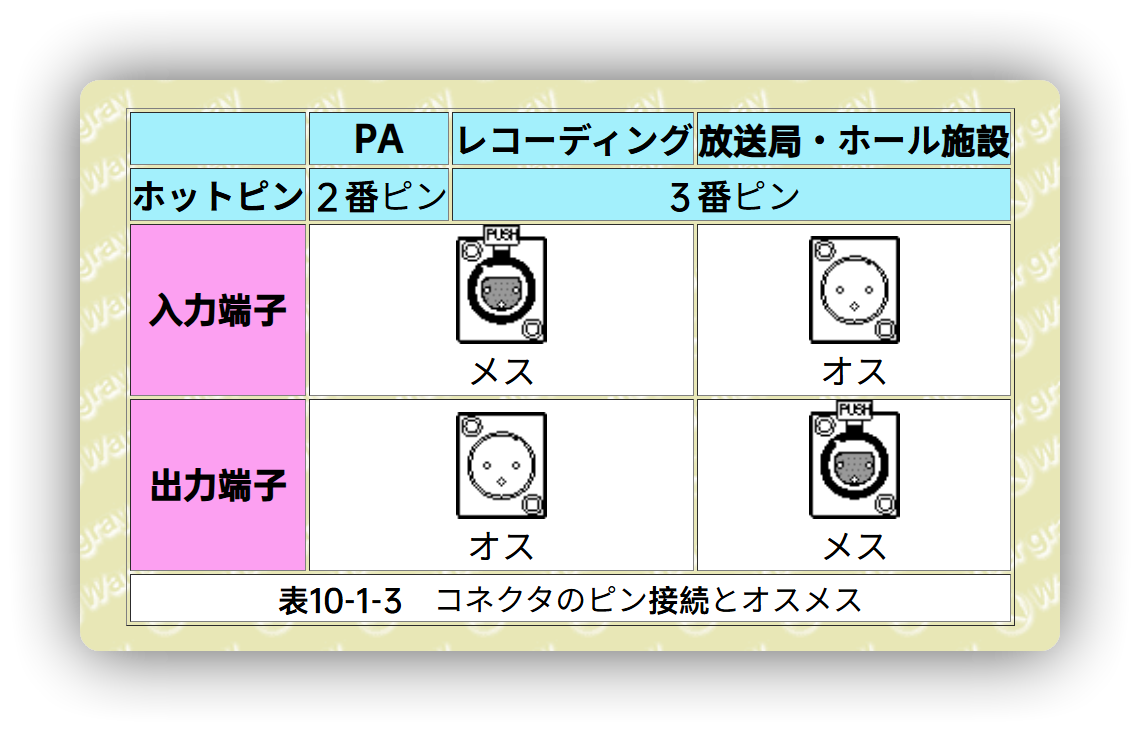 PA レコーディング 放送局・ホール施設
ホットピン ２番ピン ３番ピン
PUSH
入力端子
メス オス
PUSH
出力端子
オス メス
表10-1-3　コネクタのピン接続とオスメス